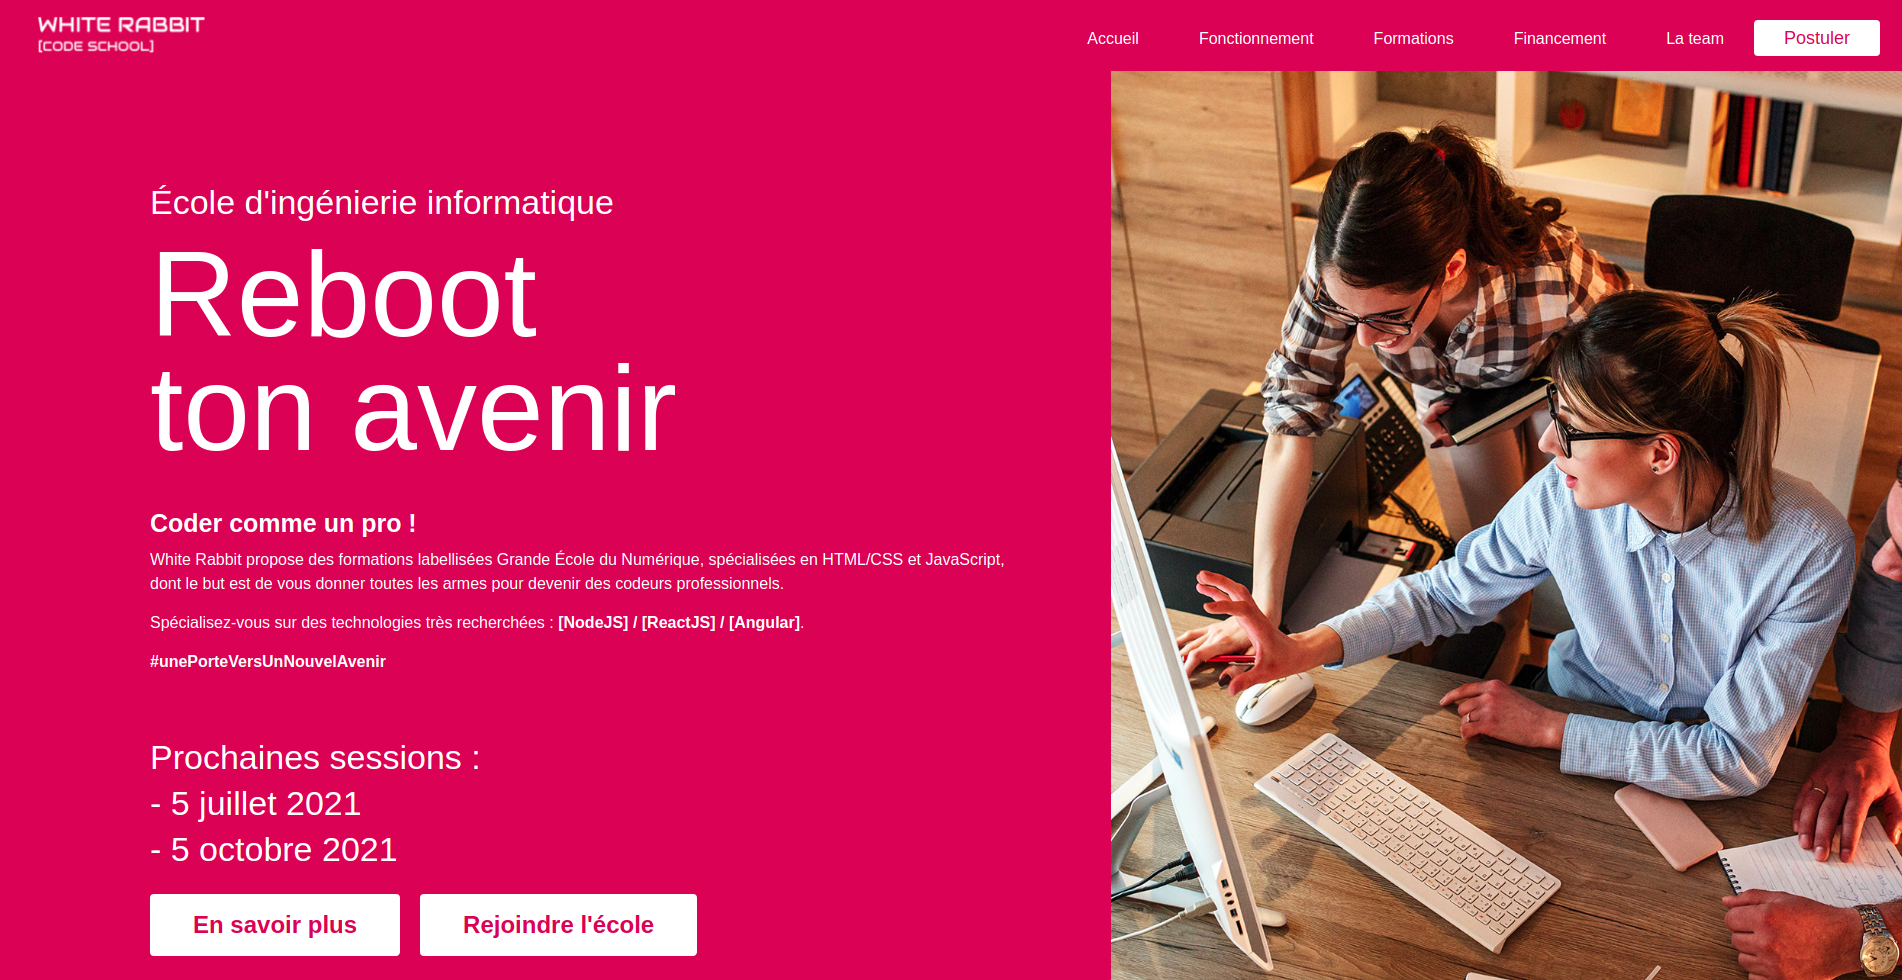 WHITE RABBIT
[CODE SCHOOL]
Accueil
Fonctionnement
Formations
Financement
La team
Postuler
École d'ingénierie informatique
Reboot
ton avenir
Coder comme un pro !
White Rabbit propose des formations labellisées Grande École du Numérique, spécialisées en HTML/CSS et JavaScript,
dont le but est de vous donner toutes les armes pour devenir des codeurs professionnels.
Spécialisez-vous sur des technologies très recherchées : [NodeJS] / [ReactJS] / [Angular].
#unePorteVersUnNouvelAvenir
Prochaines sessions :
- 5 juillet 2021
- 5 octobre 2021
En savoir plus
Rejoindre l'école